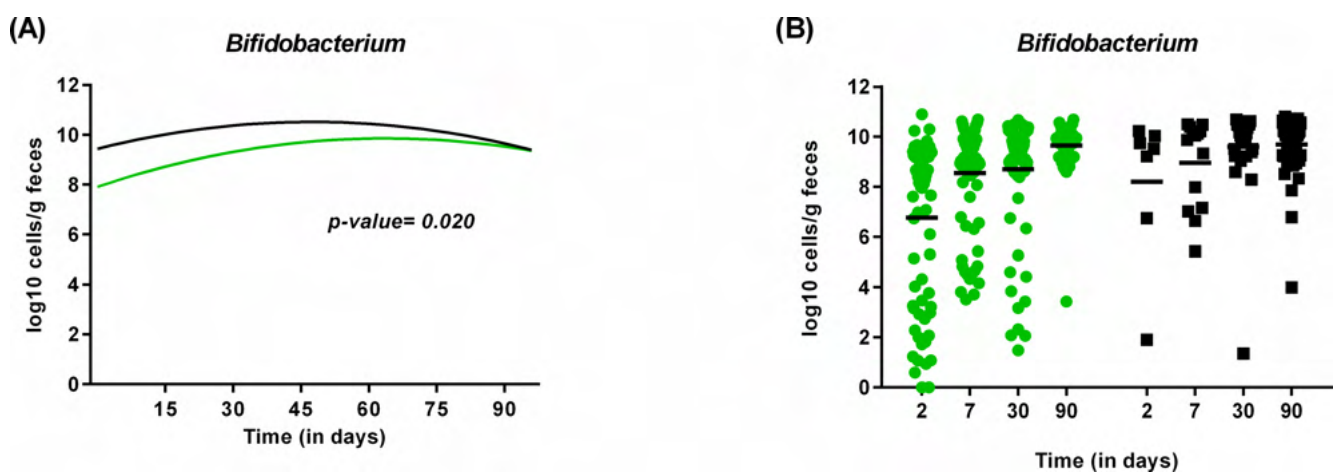 (A)
Bifidobacterium
log10 cells/g feces
12
10
8
6
4
2
0
p-value= 0.020
15 30 45 60 75 90
Time (in days)
(B)
Bifidobacterium
log10 cells/g feces
12
10
8
6
4
2
0
2 7 30 90 2 7 30 90
Time (in days)